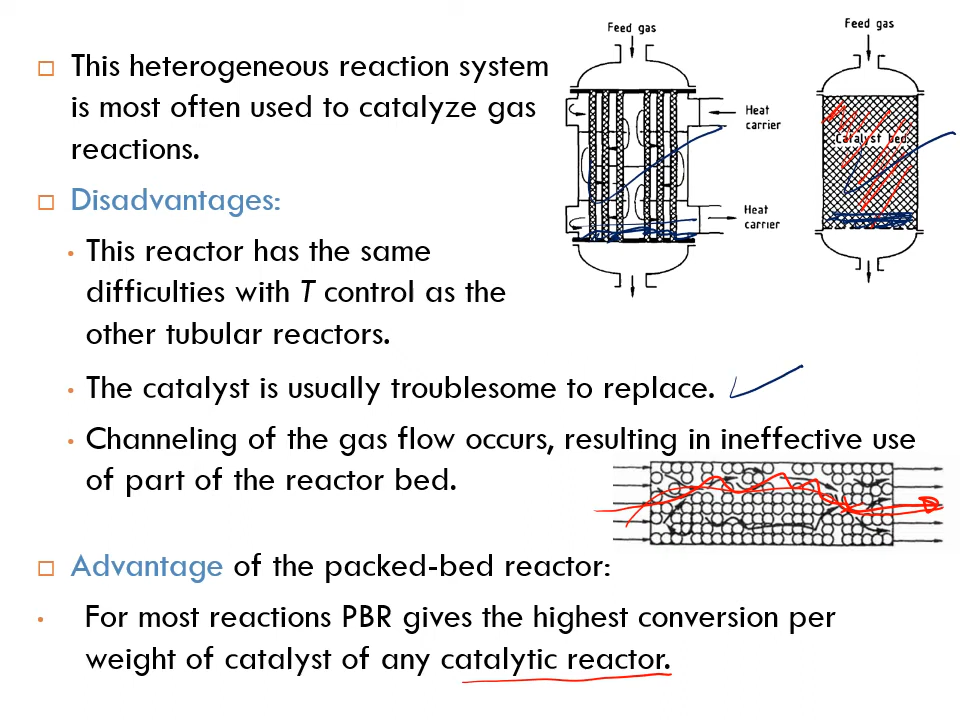 This heterogeneous reaction system
is most often used to catalyze gas
reactions.
Disadvantages:
This reactor has the same
difficulties with T control as the
other tubular reactors.
The catalyst is usually troublesome to replace.
Channeling of the gas flow occurs, resulting in ineffective use
of part of the reactor bed.
Advantage of the packed-bed reactor:
For most reactions PBR gives the highest conversion per
weight of catalyst of any catalytic reactor.
Feed gas
Heat
carrier
Heat
carrier
Feed gas
Catalyst bed